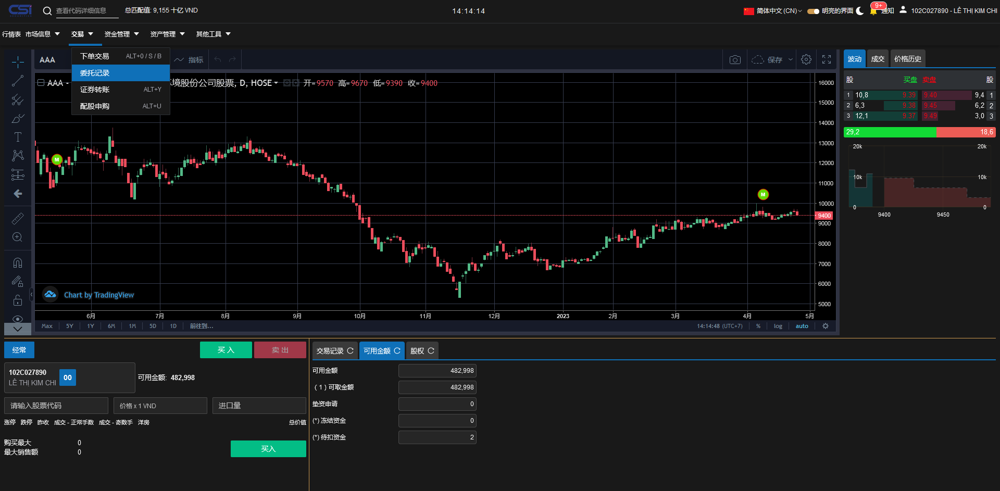 CSI
SECURITIES
查看代码详细信息
总匹配值: 9,155 十亿 VND
14:14:14
简体中文 (CN)
明亮的界面
9+
通知
102C027890 - LÊ THỊ KIM CHI
行情表 市场信息 交易 资金管理 资产管理 其他工具
下单交易 ALT+0 / S / B
委托记录
证券转账 ALT+Y
配股申购 ALT+U
AAA
指标
保存
AAA -
环境股份公司股票, D, HOSE
开=9570 高=9670 低=9390 收=9400
16000
15000
14000
13000
12000
11000
10000
9400
9000
8000
7000
6000
5000
M
M
Chart by TradingView
6月 7月 8月 9月 10月 11月 12月 2023 2月 3月 4月 5月
Max 5Y 1Y 6M 1M 5D 1D 前往到...
14:14:48 (UTC+7) % log auto
波动 成交 价格历史
股 买盘 卖盘 股
1 10,8 9.39 9.40 9,4 1
2 6,3 9.38 9.45 6,2 2
3 12,1 9.37 9.49 3,0 3
29,2 18,6
20k 20k
10k 10k
0 0
9400 9450
经常
买 入
卖 出
102C027890
LÊ THỊ KIM CHI
00
可用金额: 482,998
请输入股票代码
价格 x 1 VND
进口量
涨停 跌停 昨收 成交 - 正常手数 成交 - 奇数手 洋房
总价值
购买最大 0
最大销售额 0
买入
交易记录 可用金额 股权
可用金额 482,998
（1）可取金额 482,998
垫资申请 0
(*) 冻结资金 0
(*) 待扣资金 2